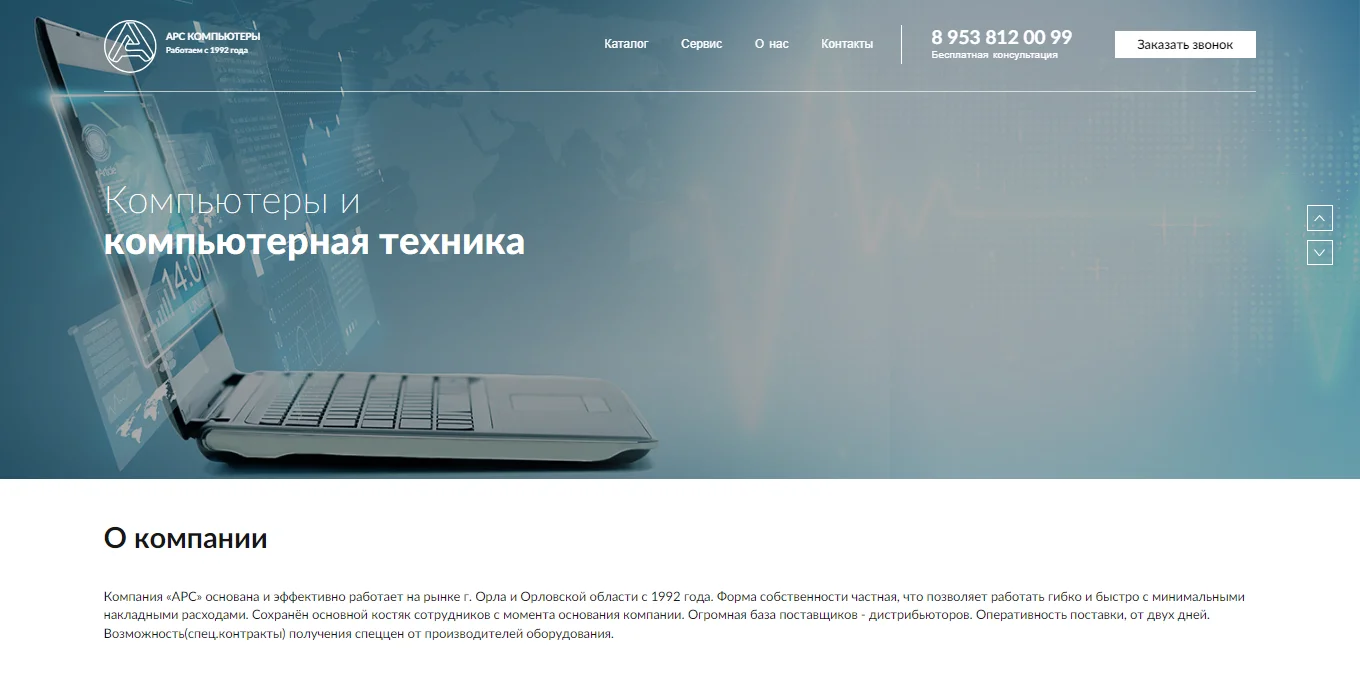 АРС КОМПЬЮТЕРЫ
Работаем с 1992 года
Каталог
Сервис
О нас
Контакты
8 953 812 00 99
Бесплатная консультация
Заказать звонок
Компьютеры и
компьютерная техника
14:01
О компании
Компания «АРС» основана и эффективно работает на рынке г. Орла и Орловской области с 1992 года. Форма собственности частная, что позволяет работать гибко и быстро с минимальными
накладными расходами. Сохранён основной костяк сотрудников с момента основания компании. Огромная база поставщиков - дистрибьюторов. Оперативность поставки, от двух дней.
Возможность(спец.контракты) получения спеццен от производителей оборудования.